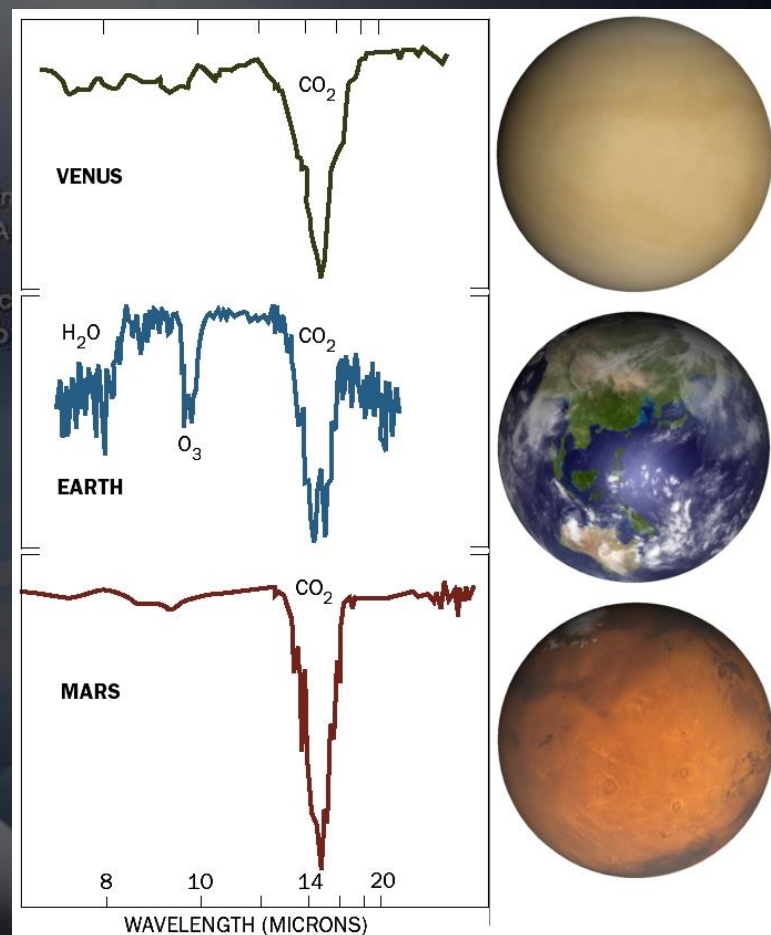 CO₂
VENUS
H₂O
CO₂
O₃
EARTH
CO₂
MARS
8 10 14 20
WAVELENGTH (MICRONS)